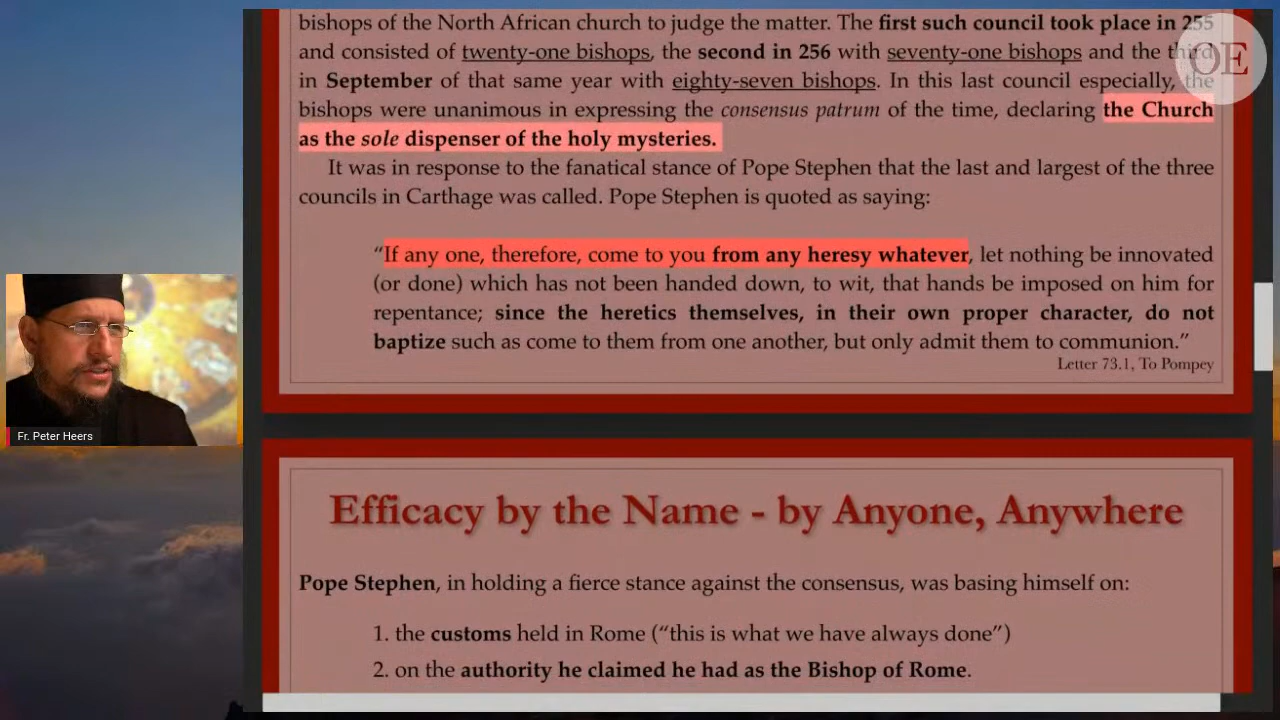 bishops of the North African church to judge the matter. The first such council took place in 255
and consisted of twenty-one bishops, the second in 256 with seventy-one bishops and the third
in September of that same year with eighty-seven bishops. In this last council especially, the
bishops were unanimous in expressing the consensus patrum of the time, declaring the Church
as the sole dispenser of the holy mysteries.
It was in response to the fanatical stance of Pope Stephen that the last and largest of the three
councils in Carthage was called. Pope Stephen is quoted as saying:
“If any one, therefore, come to you from any heresy whatever, let nothing be innovated
(or done) which has not been handed down, to wit, that hands be imposed on him for
repentance; since the heretics themselves, in their own proper character, do not
baptize such as come to them from one another, but only admit them to communion.”
Letter 73.1, To Pompey
Efficacy by the Name - by Anyone, Anywhere
Pope Stephen, in holding a fierce stance against the consensus, was basing himself on:
1. the customs held in Rome (“this is what we have always done”)
2. on the authority he claimed he had as the Bishop of Rome.
Fr. Peter Heers
OE